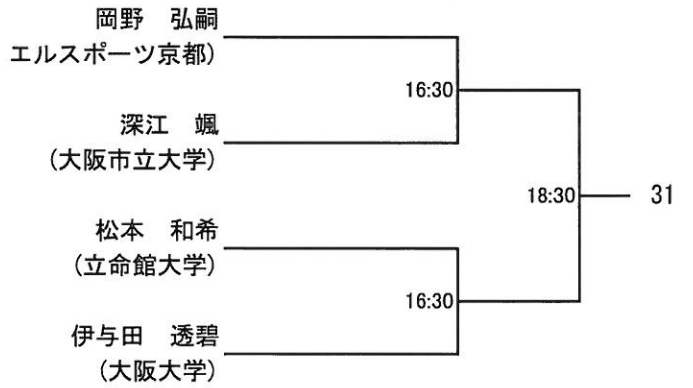 岡野　弘嗣
エルスポーツ京都）
16:30
深江　颯
（大阪市立大学）
18:30
31
松本　和希
（立命館大学）
16:30
伊与田　透碧
（大阪大学）